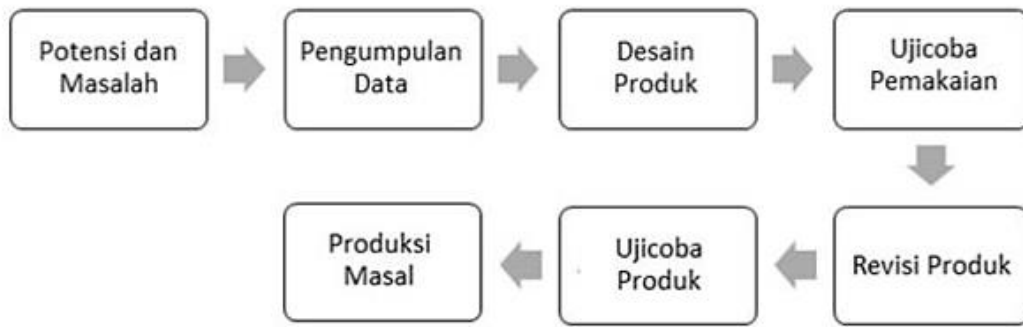 Potensi dan
Masalah
Pengumpulan
Data
Desain
Produk
Ujicoba
Pemakaian
Revisi Produk
Ujicoba
Produk
Produksi
Masal